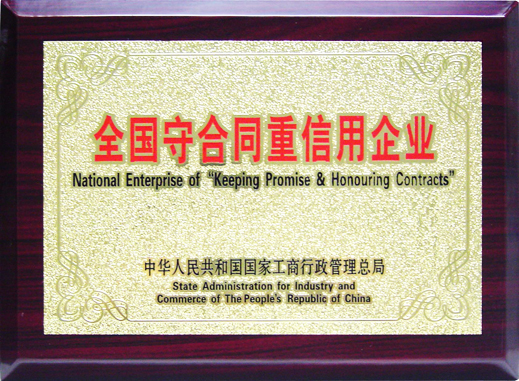 全国守合同重信用企业
National Enterprise of "Keeping Promise & Honouring Contracts"
中华人民共和国国家工商行政管理总局
State Administration for Industry and
Commerce of The People's Republic of China